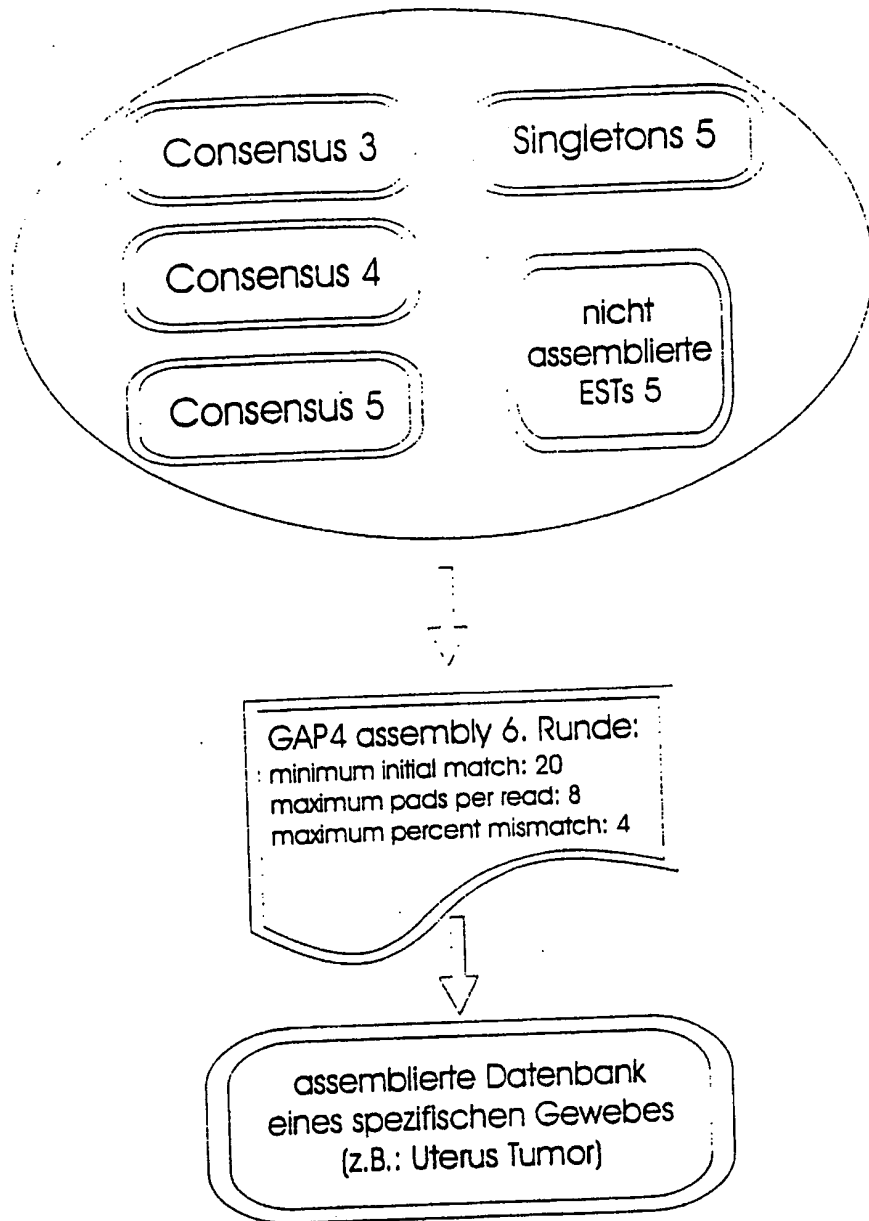 Consensus 3
Singletons 5
Consensus 4
nicht
assemblierte
ESTs 5
Consensus 5
GAP4 assembly 6. Runde:
minimum initial match: 20
maximum pads per read: 8
maximum percent mismatch: 4
assemblierte Datenbank
eines spezifischen Gewebes
(z.B.: Uterus Tumor)